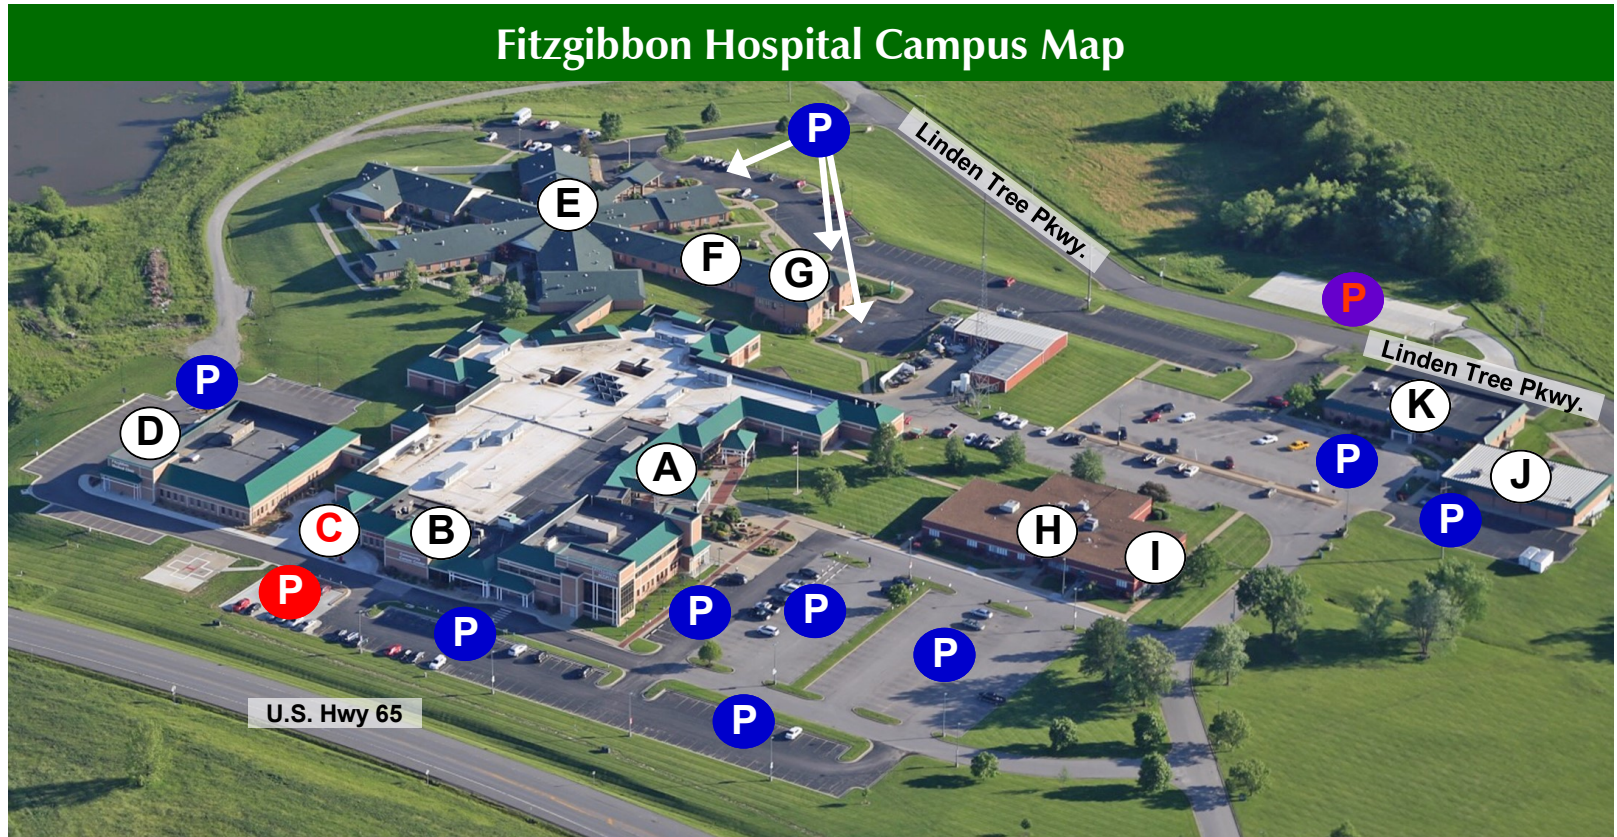 Fitzgibbon Hospital Campus Map
P
Linden Tree Pkwy.
E
F
G
P
Linden Tree Pkwy.
P
K
D
P
A
J
C
B
H
P
I
P
P
P
P
P
P
U.S. Hwy 65
P